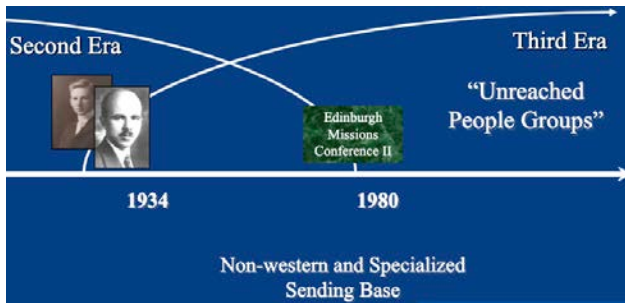 Second Era
Third Era
"Unreached
People Groups"
Edinburgh
Missions
Conference II
1934
1980
Non-western and Specialized
Sending Base